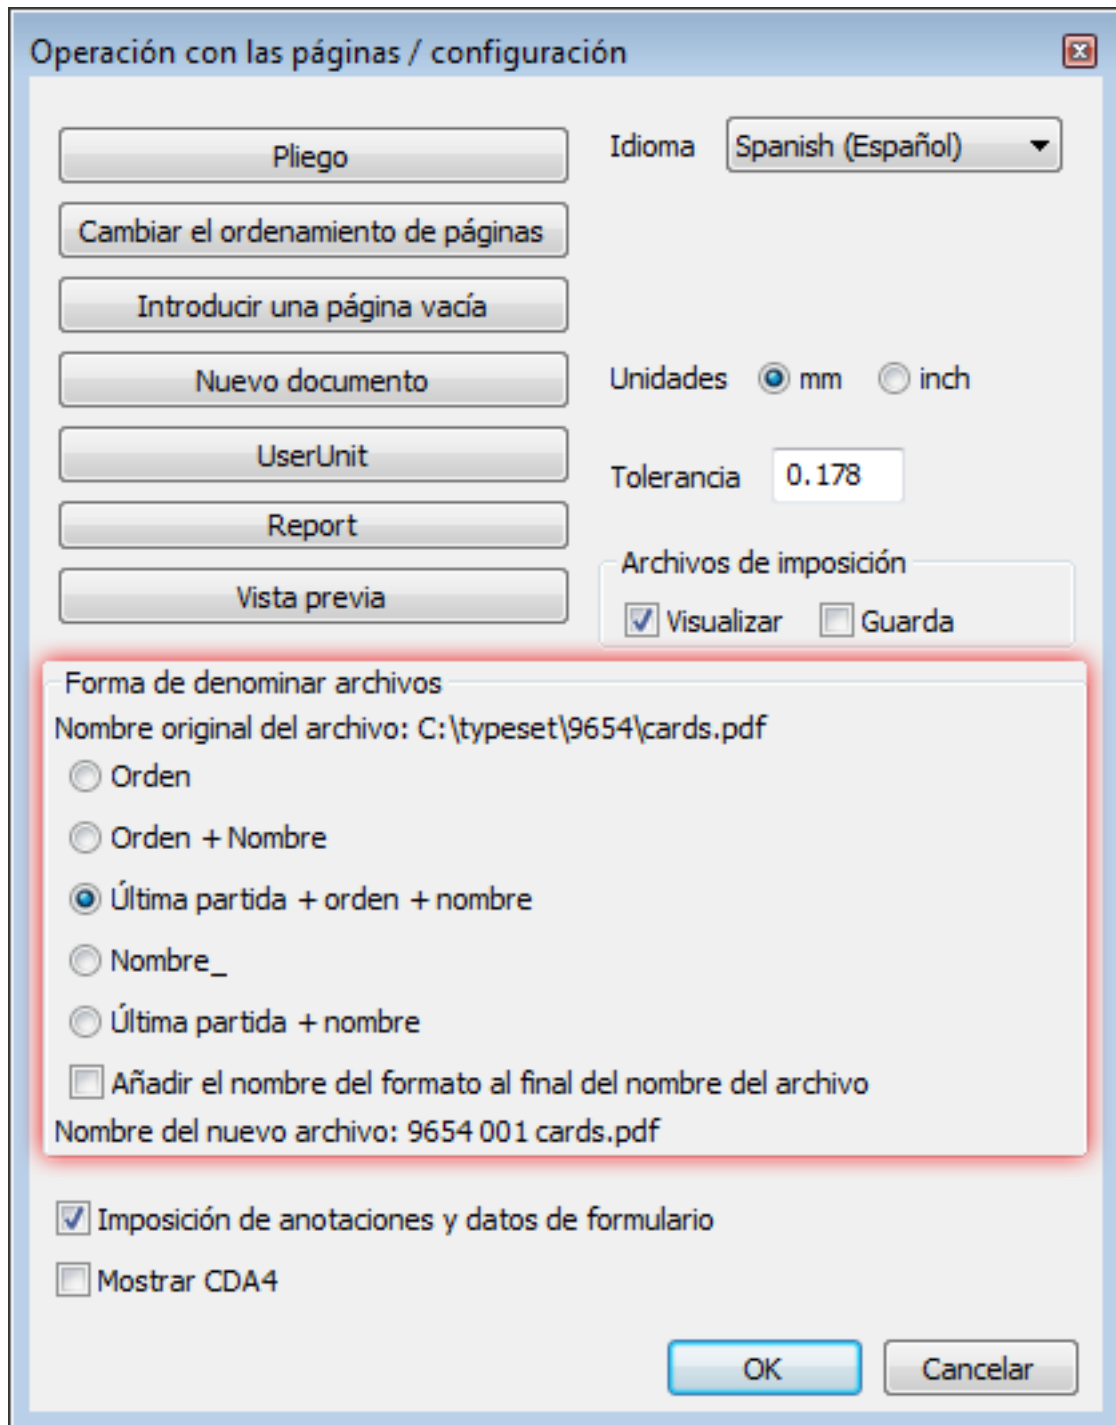 Operación con las páginas / configuración
Pliego
Idioma Spanish (Español)
Cambiar el ordenamiento de páginas
Introducir una página vacía
Nuevo documento
Unidades mm inch
UserUnit
Tolerancia 0.178
Report
Archivos de imposición
Vista previa
Visualizar Guarda
Forma de denominar archivos
Nombre original del archivo: C:\typeset\9654\cards.pdf
Orden
Orden + Nombre
Última partida + orden + nombre
Nombre_
Última partida + nombre
Añadir el nombre del formato al final del nombre del archivo
Nombre del nuevo archivo: 9654 001 cards.pdf
Imposición de anotaciones y datos de formulario
Mostrar CDA4
OK Cancelar